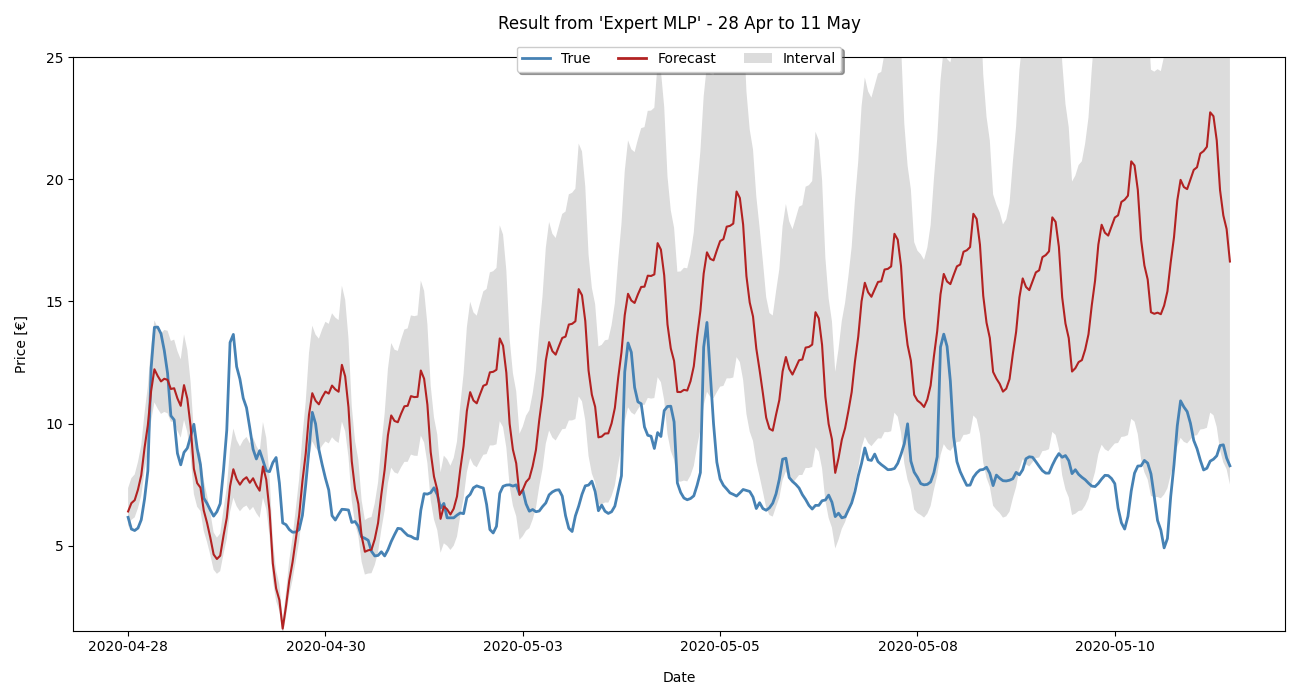 Result from 'Expert MLP' - 28 Apr to 11 May
True Forecast Interval
25
20
15
10
5
Price [€]
2020-04-28 2020-04-30 2020-05-03 2020-05-05 2020-05-08 2020-05-10
Date